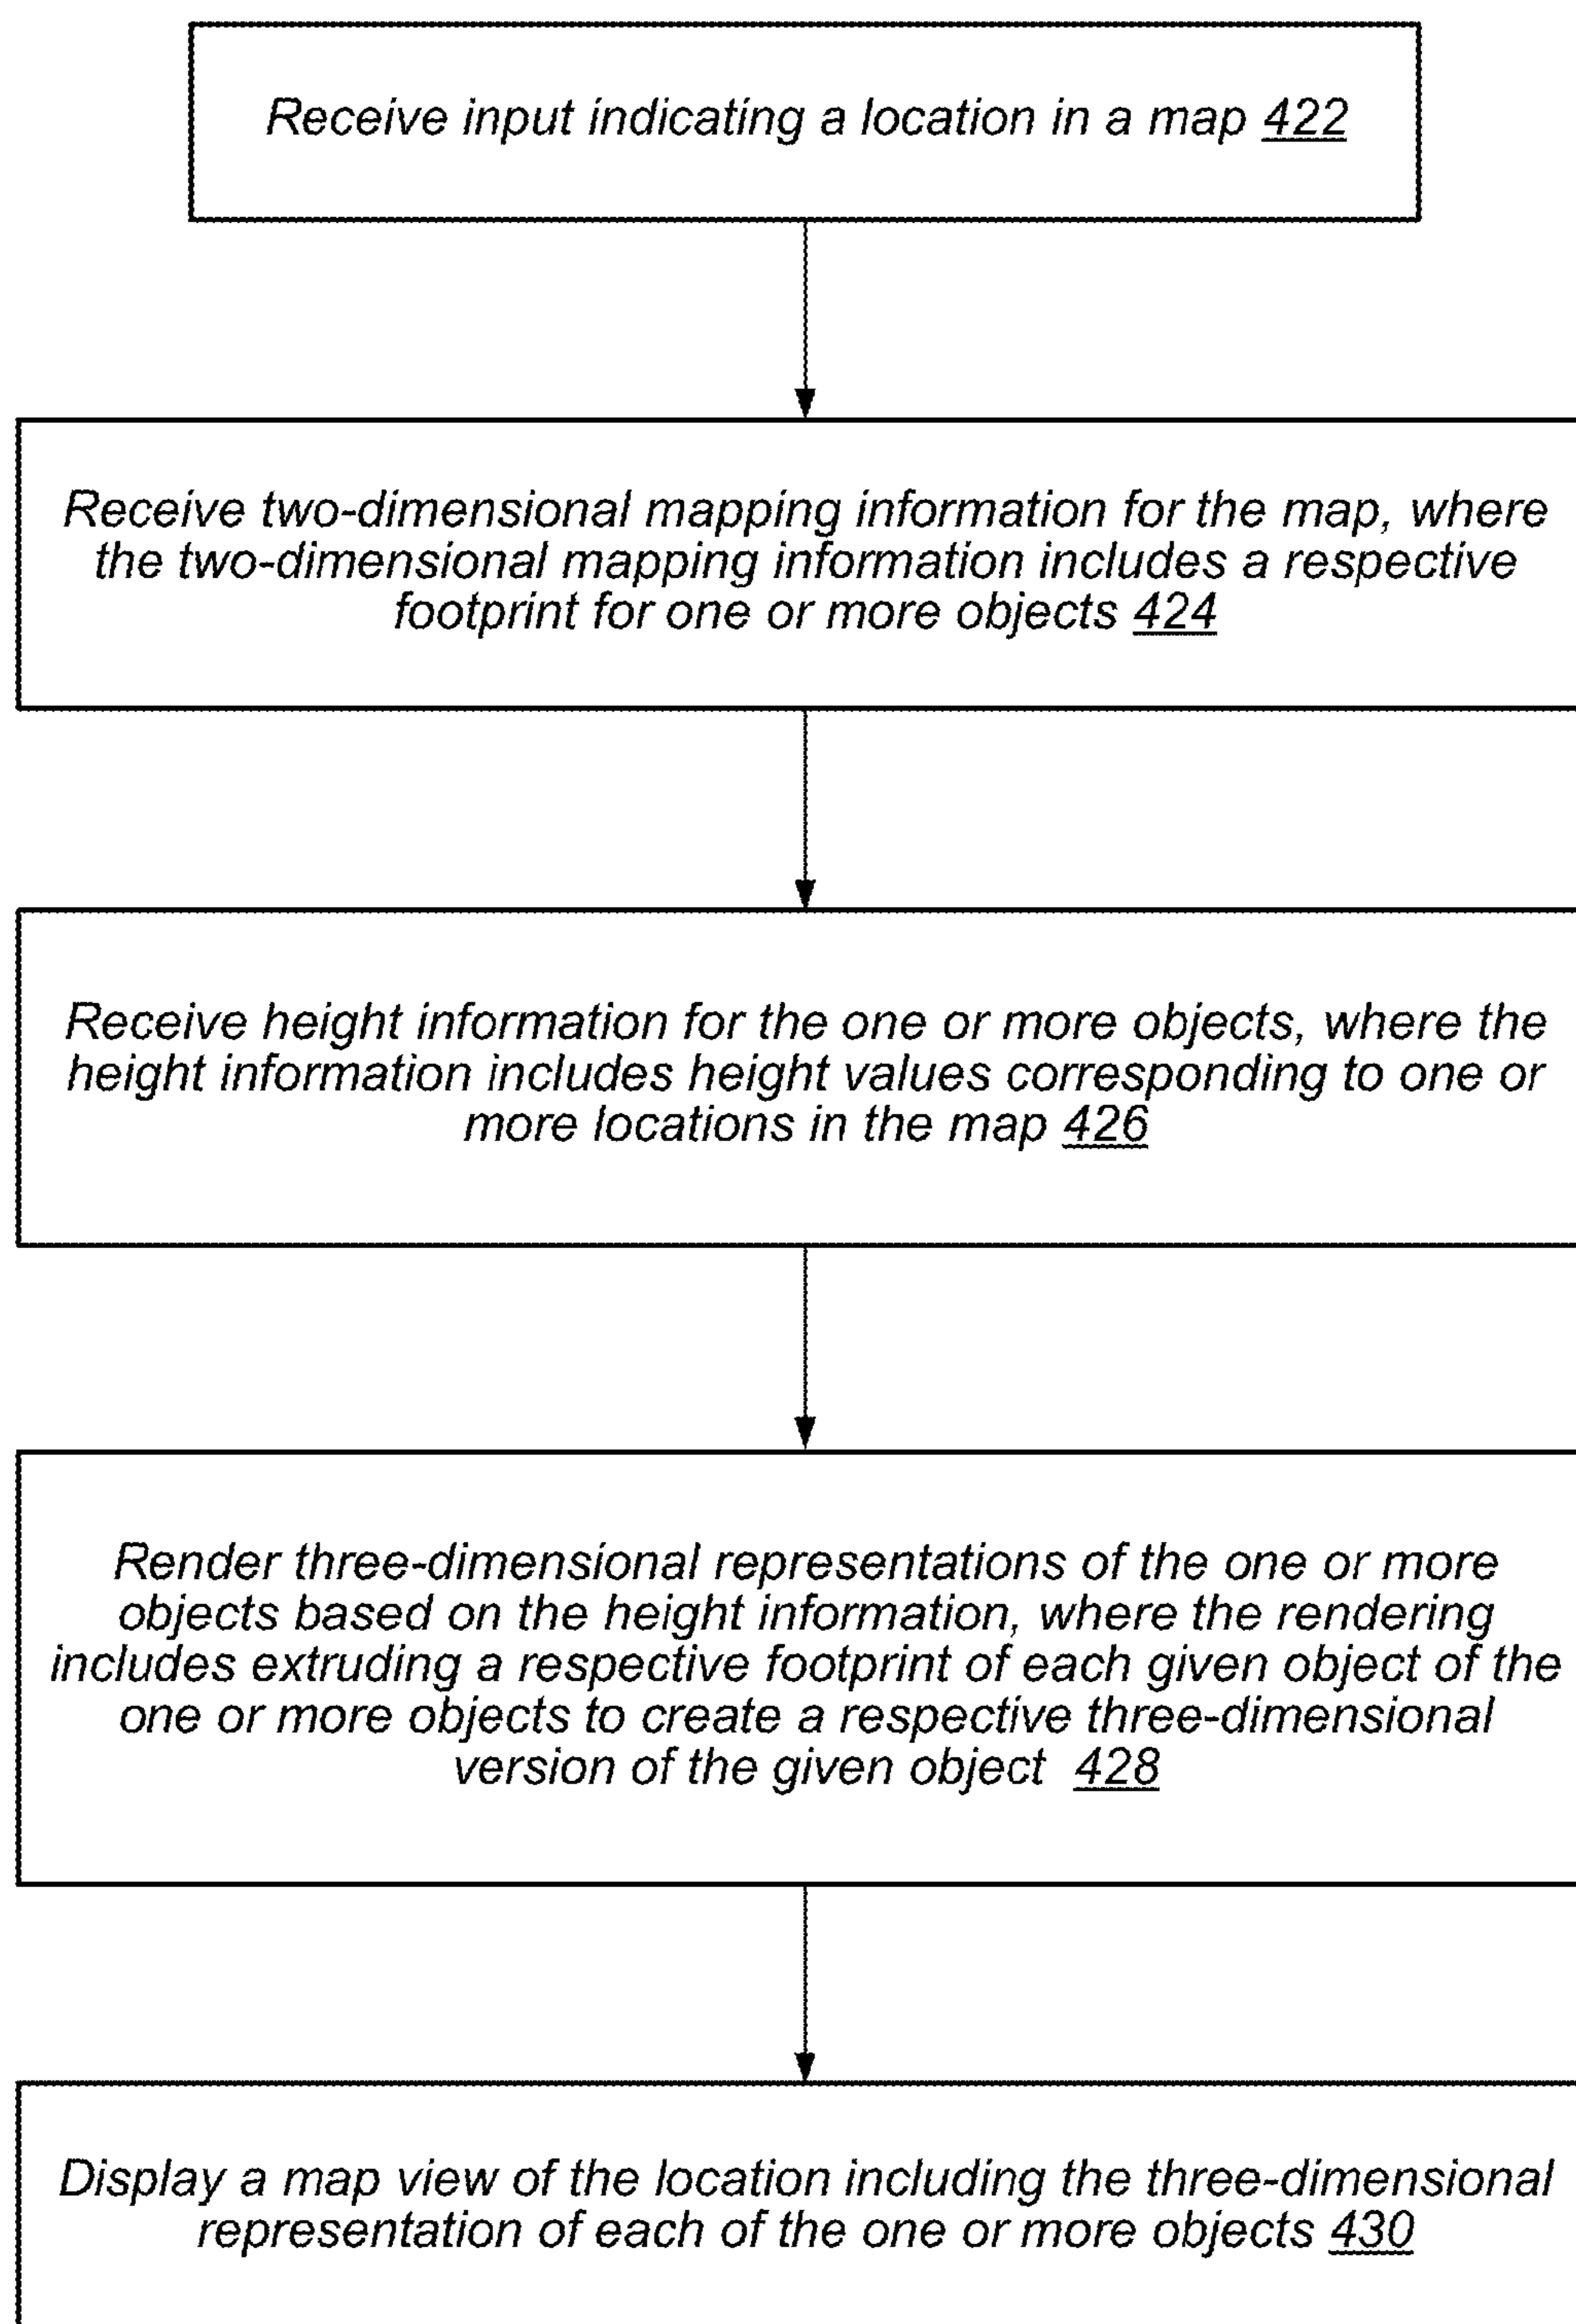 Receive input indicating a location in a map 422
Receive two-dimensional mapping information for the map, where
the two-dimensional mapping information includes a respective
footprint for one or more objects 424
Receive height information for the one or more objects, where the
height information includes height values corresponding to one or
more locations in the map 426
Render three-dimensional representations of the one or more
objects based on the height information, where the rendering
includes extruding a respective footprint of each given object of the
one or more objects to create a respective three-dimensional
version of the given object 428
Display a map view of the location including the three-dimensional
representation of each of the one or more objects 430